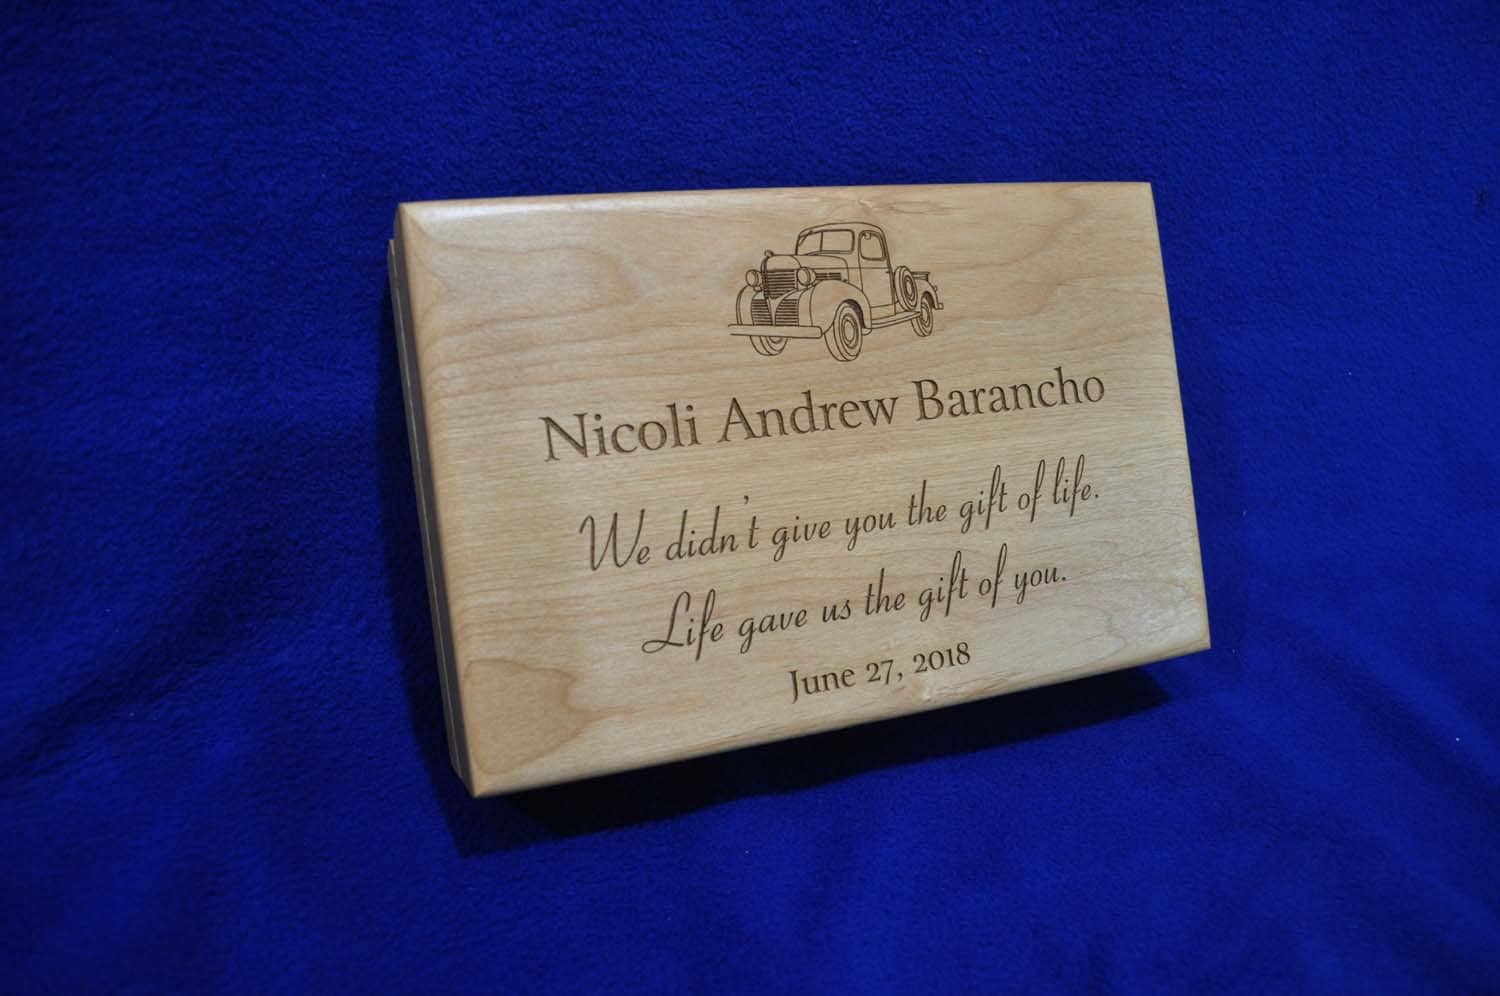 Nicoli Andrew Barancho
We didn't give you the gift of life.
Life gave us the gift of you.
June 27, 2018